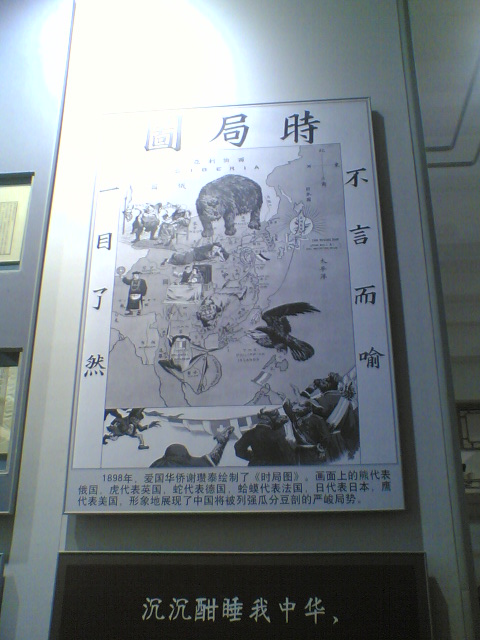 時局圖
不言而喻
一目了然
SIBERIA
1898年，爱国华侨谢瓒泰绘制了《时局图》。画面上的熊代表
俄国，虎代表英国，蛇代表德国，蛤蟆代表法国，日代表日本，鹰
代表美国，形象地展现了中国将被列强瓜分豆剖的严峻局势。
沉沉酣睡我中华，